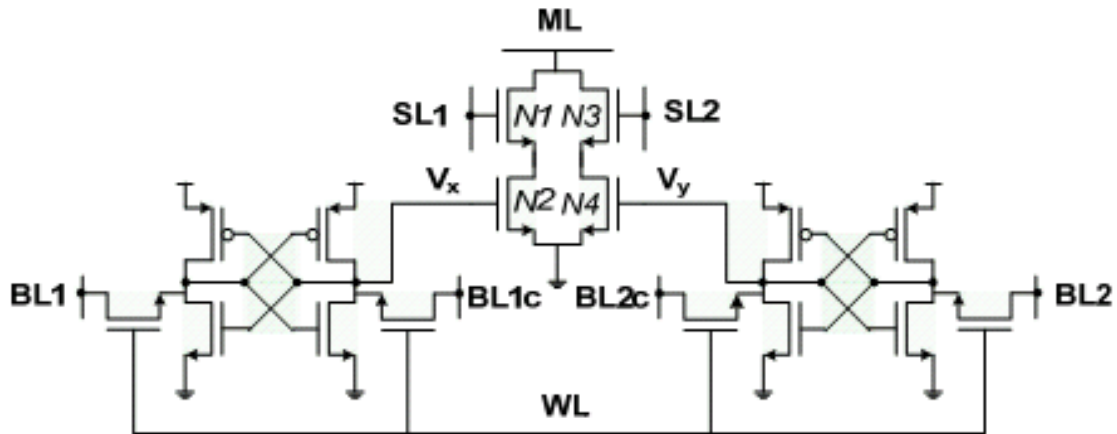 ML
SL1 N1 N3 SL2
Vx N2 N4 Vy
BL1 BL1c BL2c BL2
WL